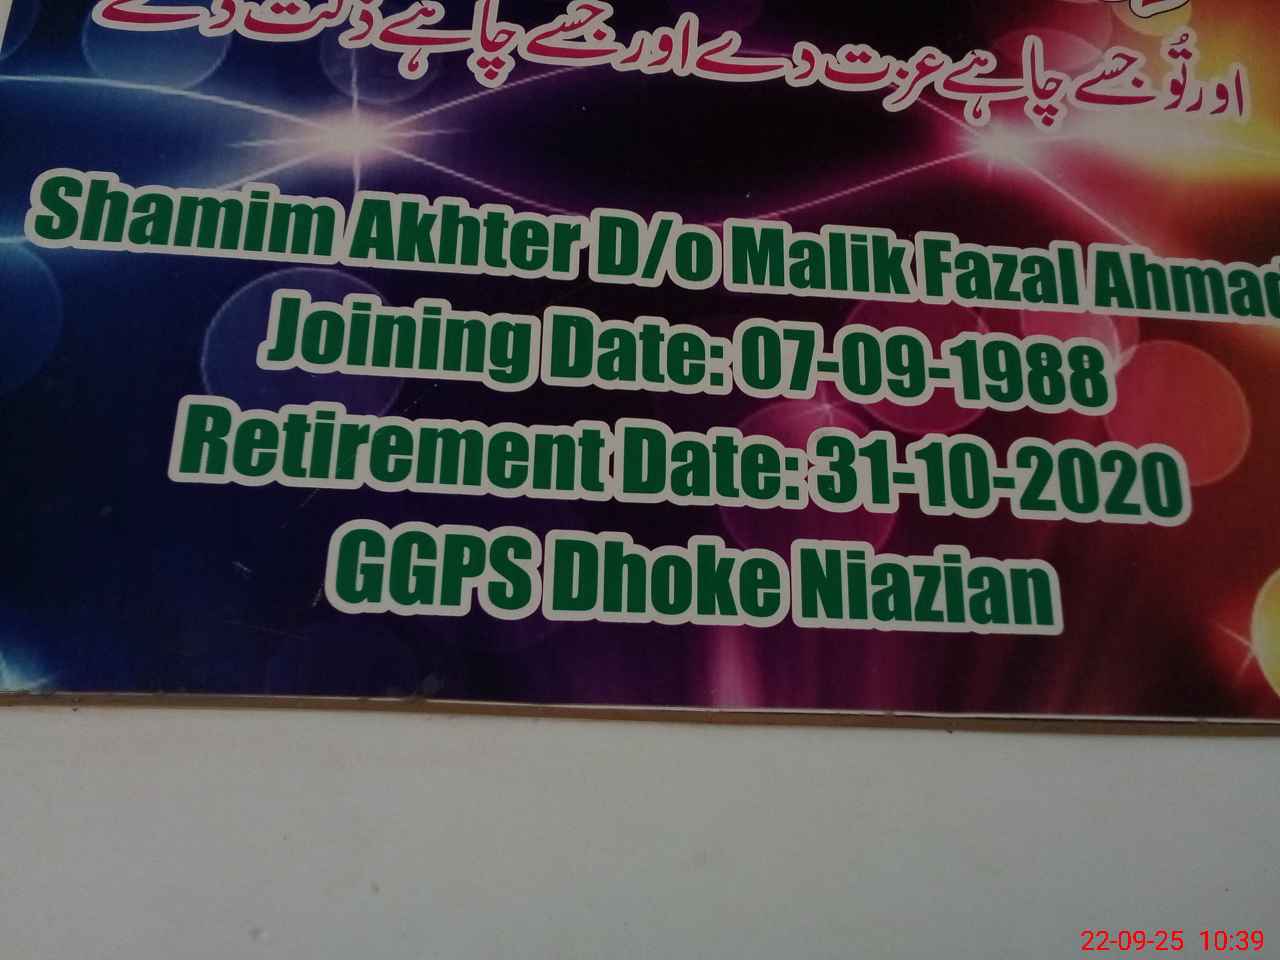 اور تُو جسے چاہے عزت دے اور جسے چاہے ذلت دے
Shamim Akhter D/o Malik Fazal Ahmad
Joining Date: 07-09-1988
Retirement Date: 31-10-2020
GGPS Dhoke Niazian
22-09-25 10:39